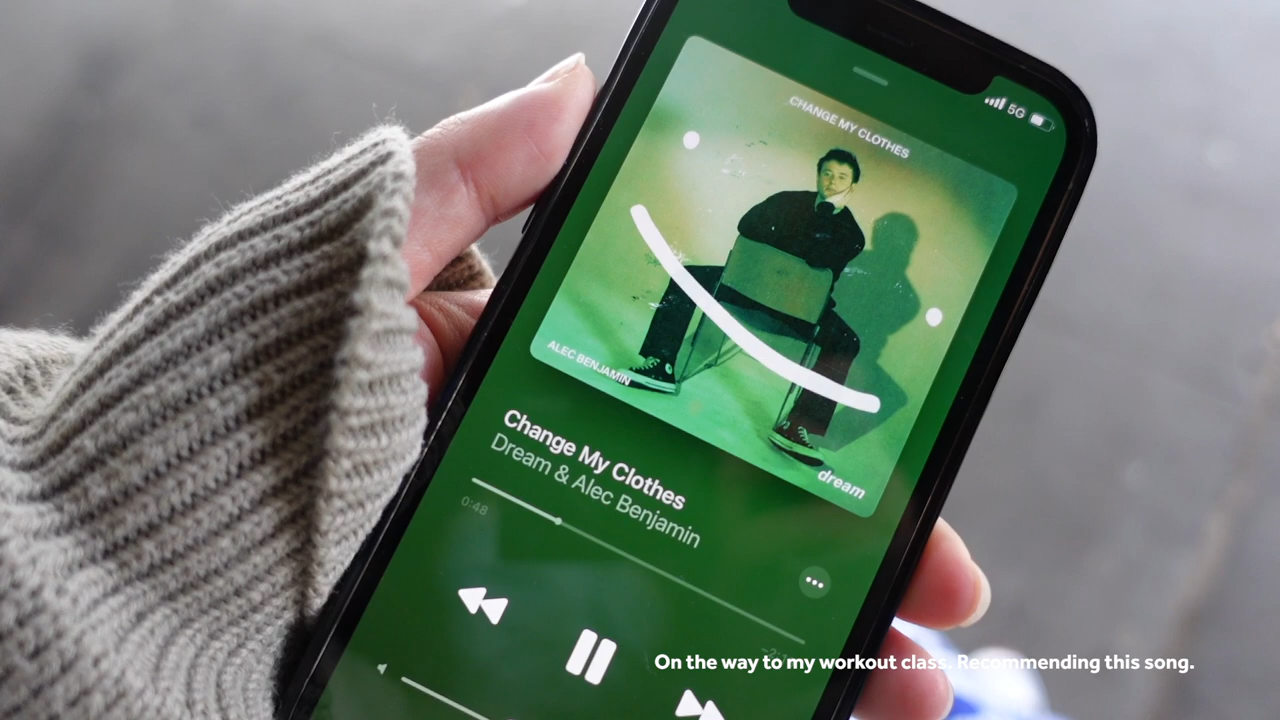 5G
CHANGE MY CLOTHES
ALEC BENJAMIN
dream
Change My Clothes
Dream & Alec Benjamin
0:48
On the way to my workout class. Recommending this song.